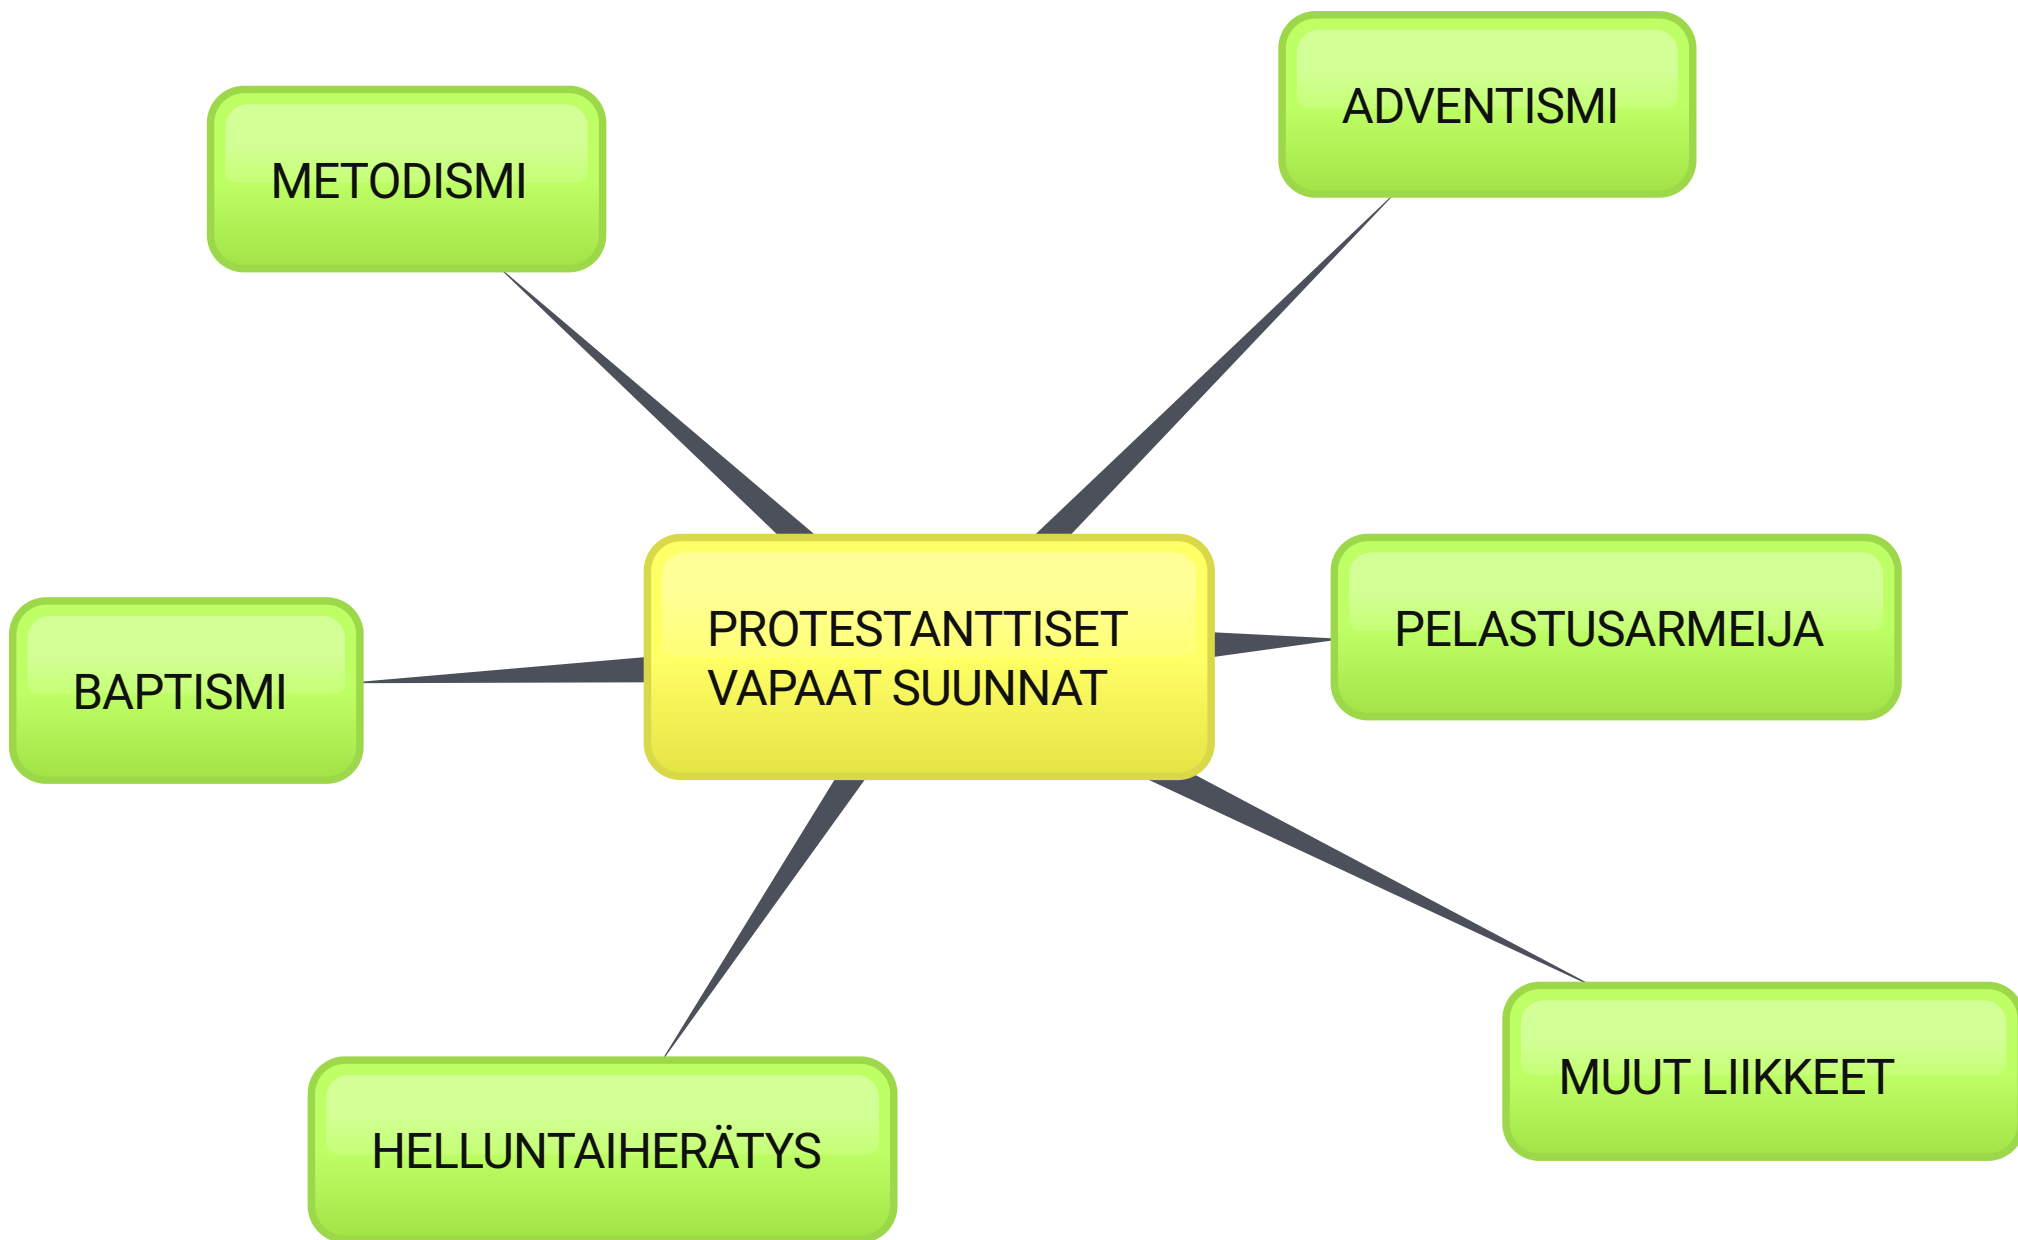 ADVENTISMI
METODISMI
PROTESTANTTISET
VAPAAT SUUNNAT
PELASTUSARMEIJA
BAPTISMI
MUUT LIIKKEET
HELLUNTAIHERÄTYS